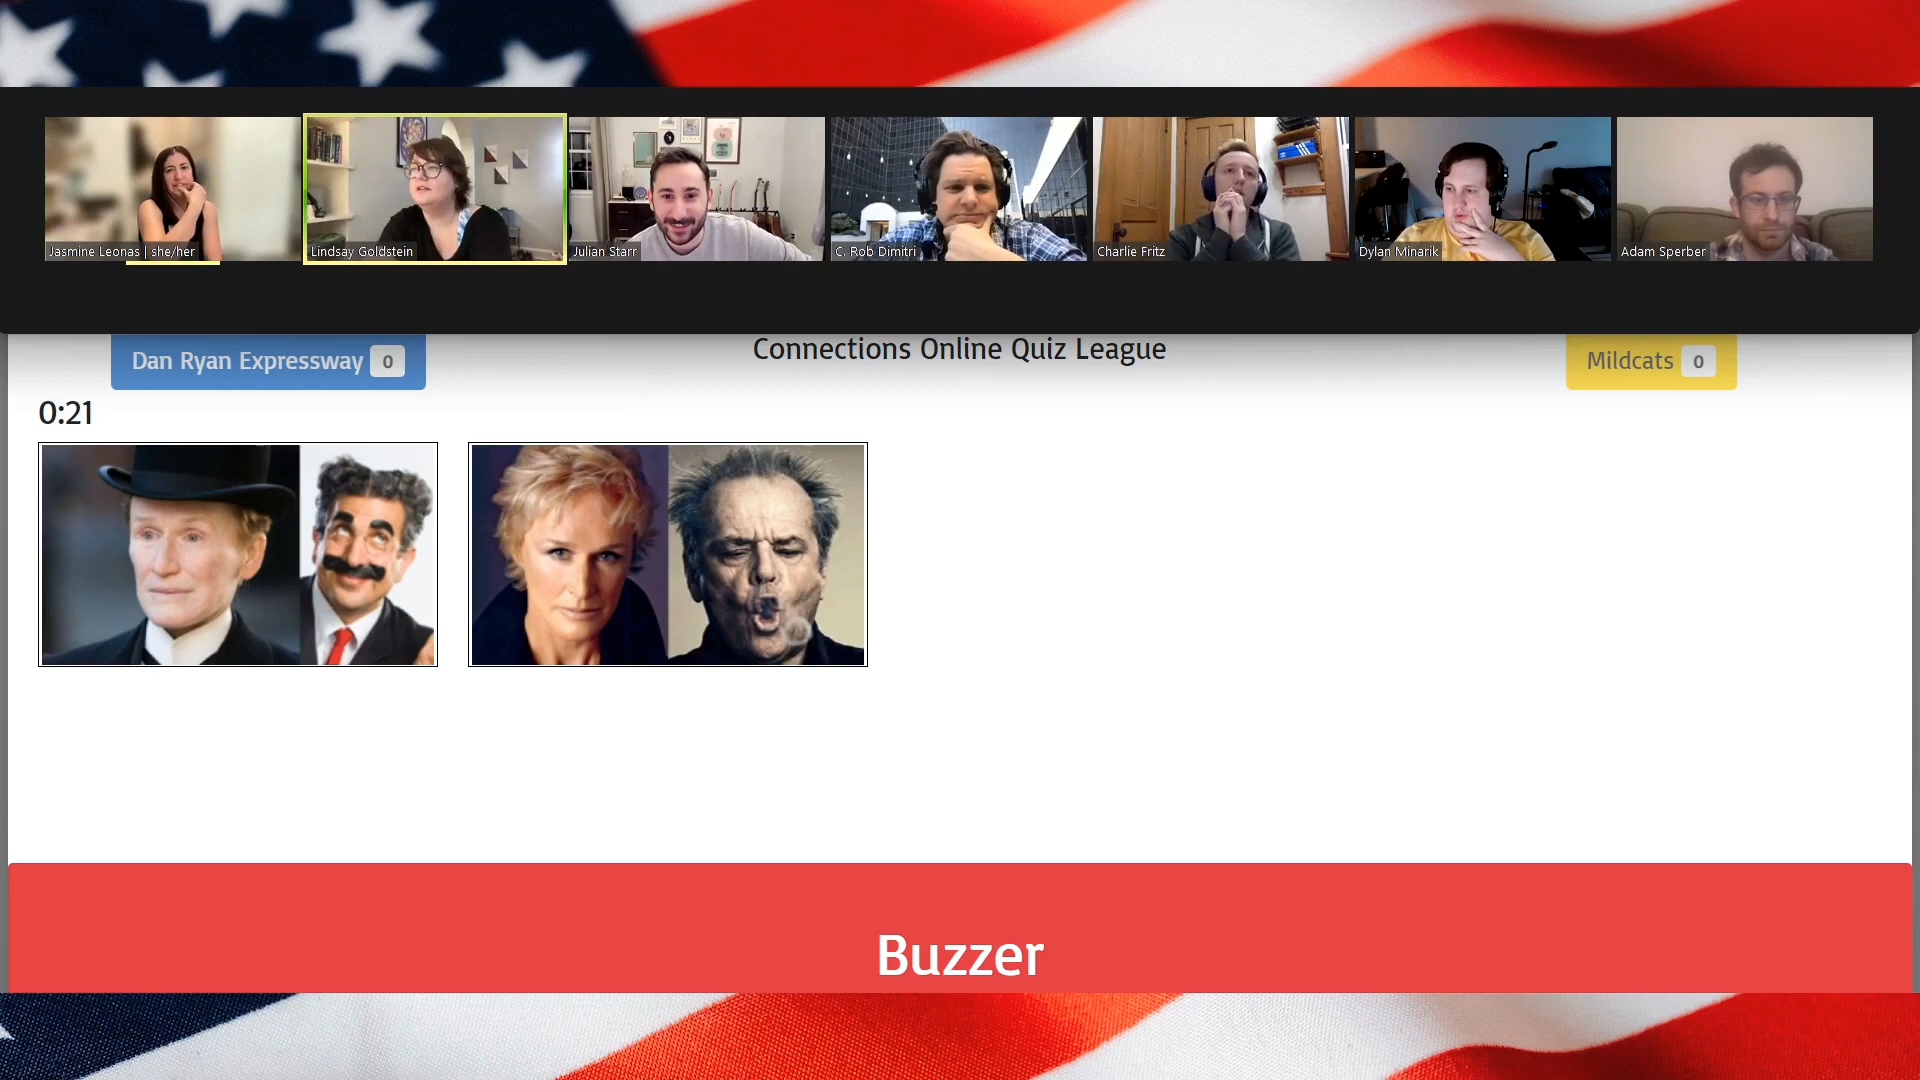 Jasmine Leonas | she/her
Lindsay Goldstein
Julian Starr
C. Rob Dimitri
Charlie Fritz
Dylan Minarik
Adam Sperber
Dan Ryan Expressway 0
Connections Online Quiz League
Mildcats 0
0:21
Buzzer